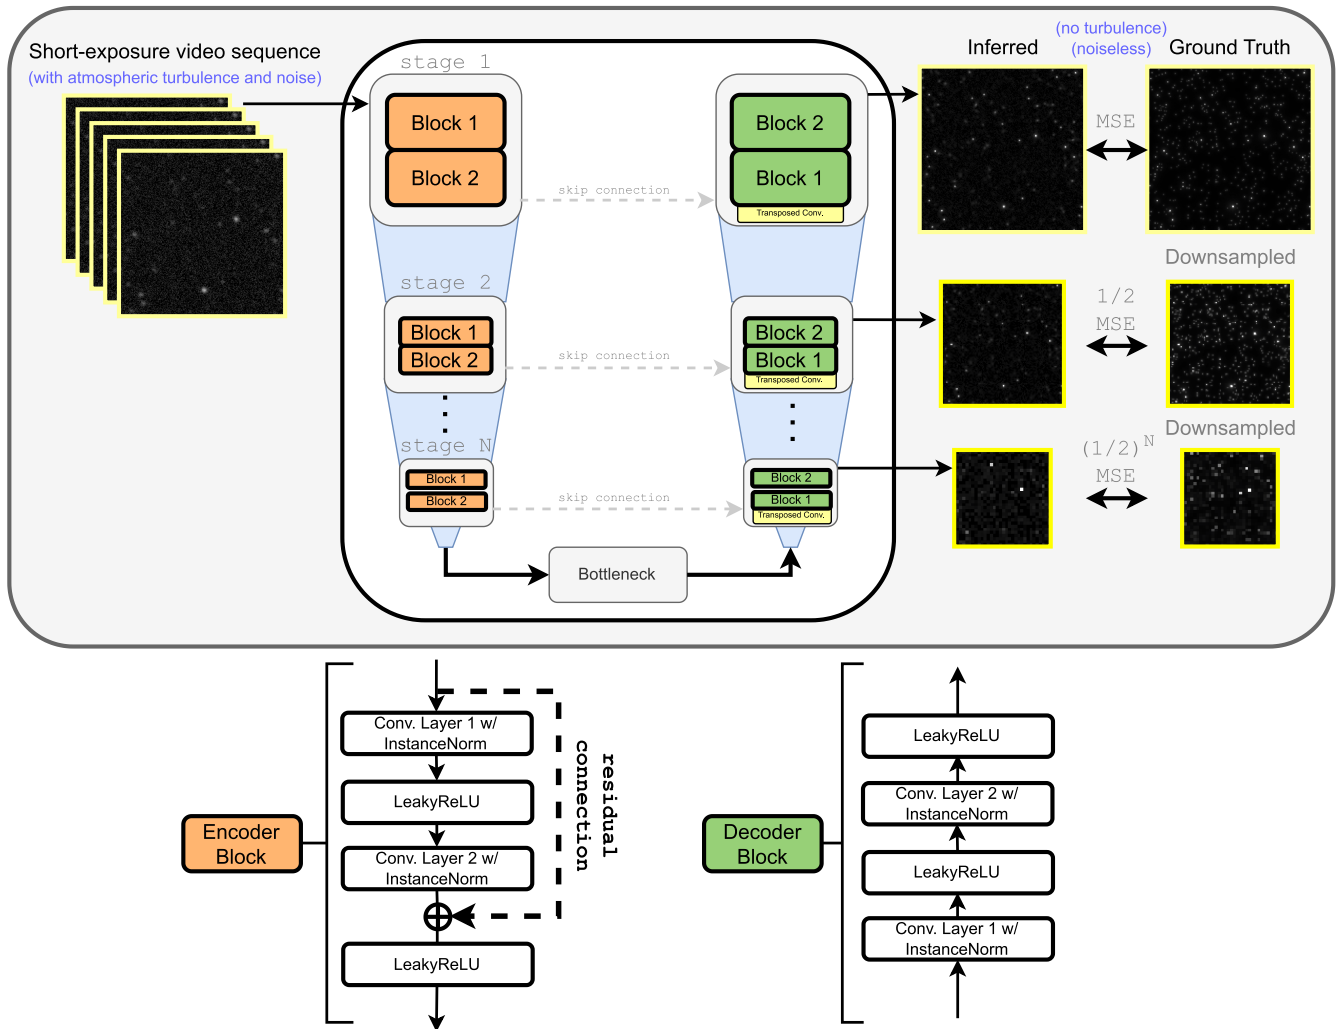 Short-exposure video sequence
(with atmospheric turbulence and noise)
stage 1
Block 1
Block 2
skip connection
Block 2
Block 1
Transposed Conv.
Inferred
(no turbulence)
(noiseless)
Ground Truth
MSE
stage 2
Block 1
Block 2
skip connection
Block 2
Block 1
Transposed Conv.
Downsampled
1/2
MSE
stage N
Block 1
Block 2
skip connection
Block 2
Block 1
Transposed Conv.
Downsampled
(1/2)^N
MSE
Bottleneck
Encoder
Block
Conv. Layer 1 w/
InstanceNorm
LeakyReLU
Conv. Layer 2 w/
InstanceNorm
LeakyReLU
residual
connection
Decoder
Block
LeakyReLU
Conv. Layer 2 w/
InstanceNorm
LeakyReLU
Conv. Layer 1 w/
InstanceNorm